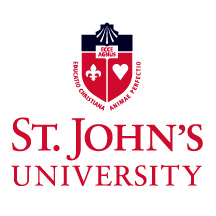 ECCE
AGNUS
EDUCATIO CHRISTIANA ANIMAE PERFECTIO
ST. JOHN'S
UNIVERSITY